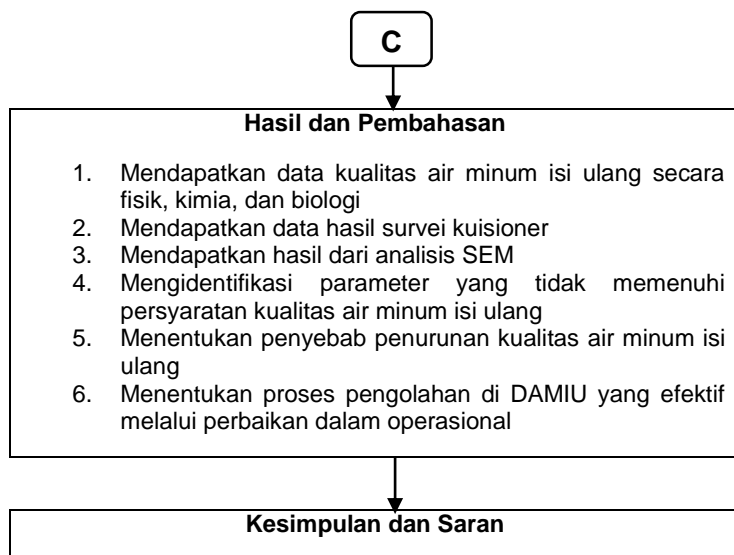 C
Hasil dan Pembahasan
1. Mendapatkan data kualitas air minum isi ulang secara
fisik, kimia, dan biologi
2. Mendapatkan data hasil survei kuisioner
3. Mendapatkan hasil dari analisis SEM
4. Mengidentifikasi parameter yang tidak memenuhi
persyaratan kualitas air minum isi ulang
5. Menentukan penyebab penurunan kualitas air minum isi
ulang
6. Menentukan proses pengolahan di DAMIU yang efektif
melalui perbaikan dalam operasional
Kesimpulan dan Saran